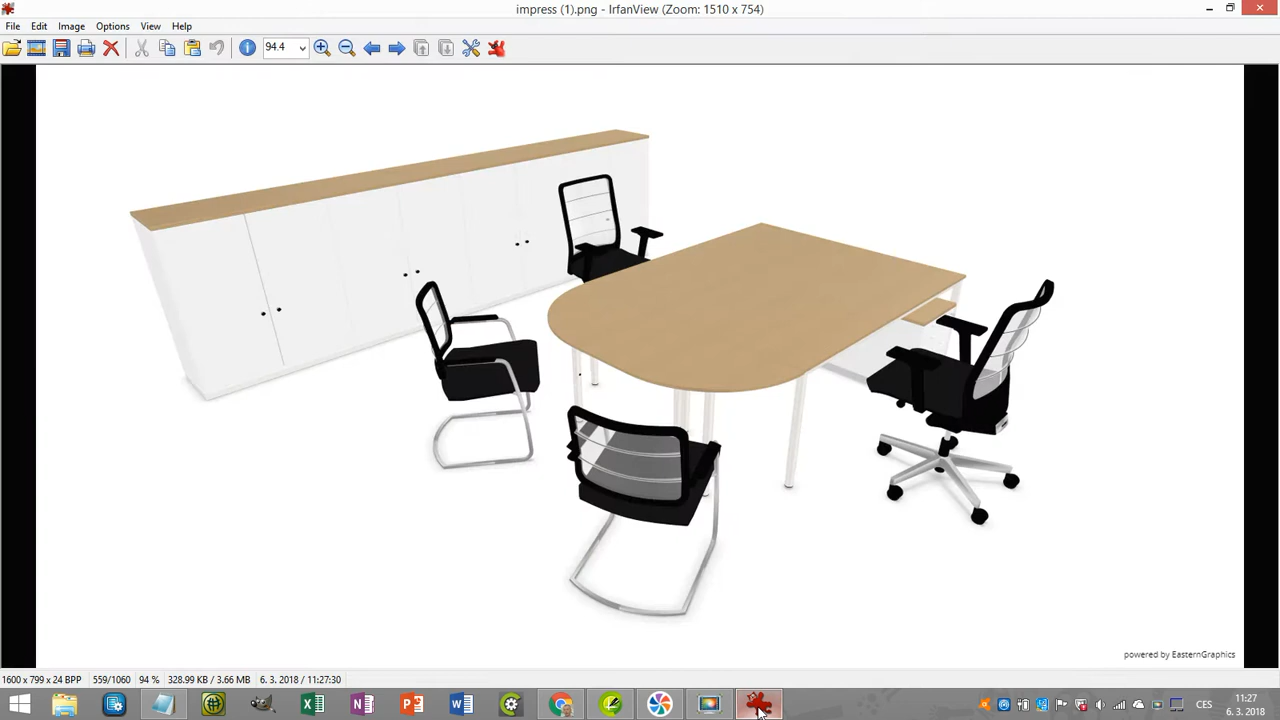 impress (1).png - IrfanView (Zoom: 1510 x 754)
File Edit Image Options View Help
94.4
powered by EasternGraphics
1600 x 799 x 24 BPP 559/1060 94 % 328.99 KB / 3.66 MB 6. 3. 2018 / 11:27:30
CES
11:27
6. 3. 2018